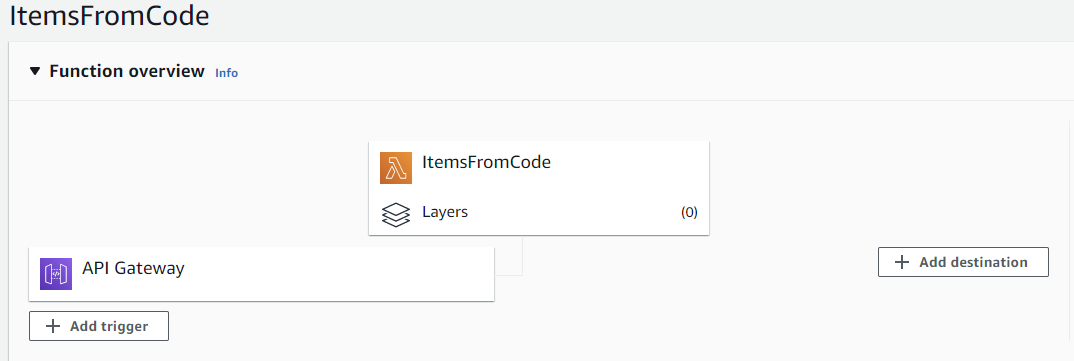 ItemsFromCode
Function overview Info
ItemsFromCode
Layers (0)
API Gateway
Add destination
Add trigger